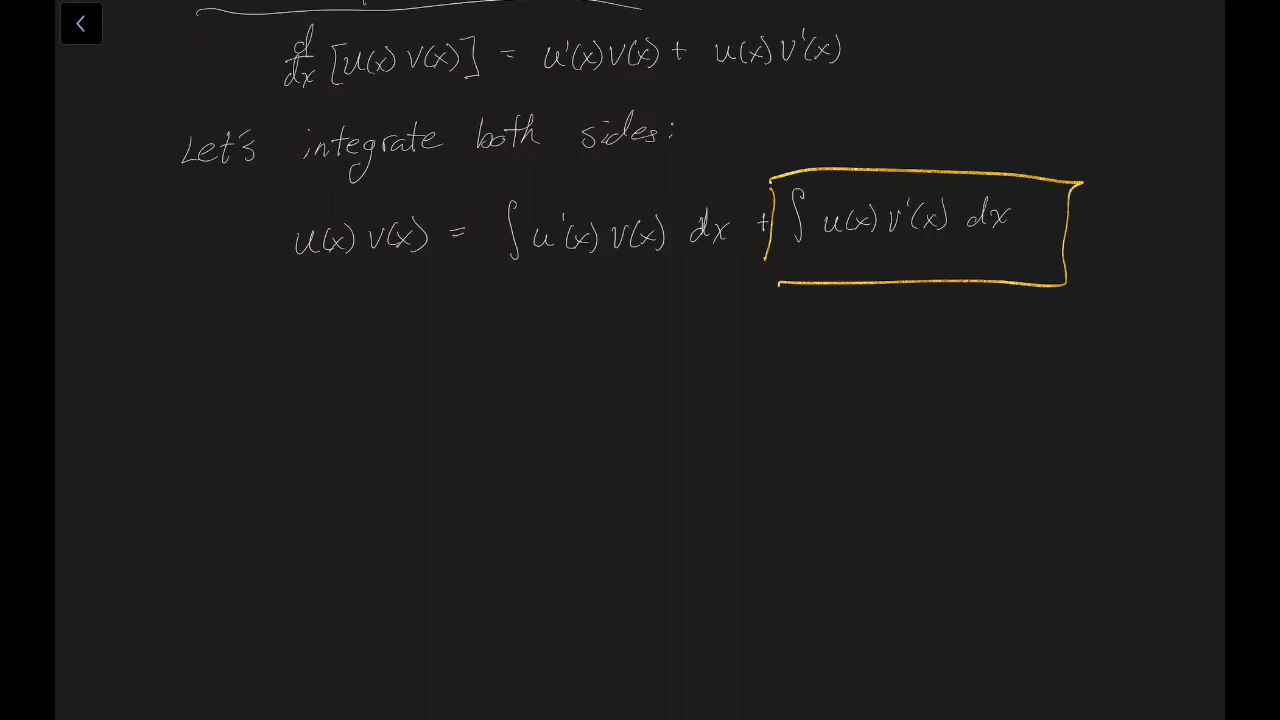 d/dx [u(x) v(x)] = u'(x) v(x) + u(x) v'(x)
Let's integrate both sides:
u(x) v(x) = ∫ u'(x) v(x) dx + ∫ u(x) v'(x) dx